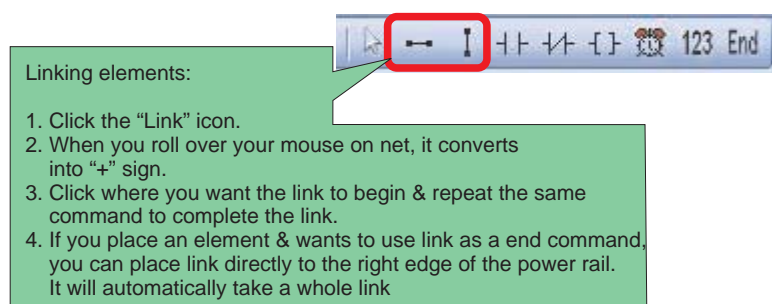 123 End
Linking elements:
1. Click the “Link” icon.
2. When you roll over your mouse on net, it converts
into “+” sign.
3. Click where you want the link to begin & repeat the same
command to complete the link.
4. If you place an element & wants to use link as a end command,
you can place link directly to the right edge of the power rail.
It will automatically take a whole link